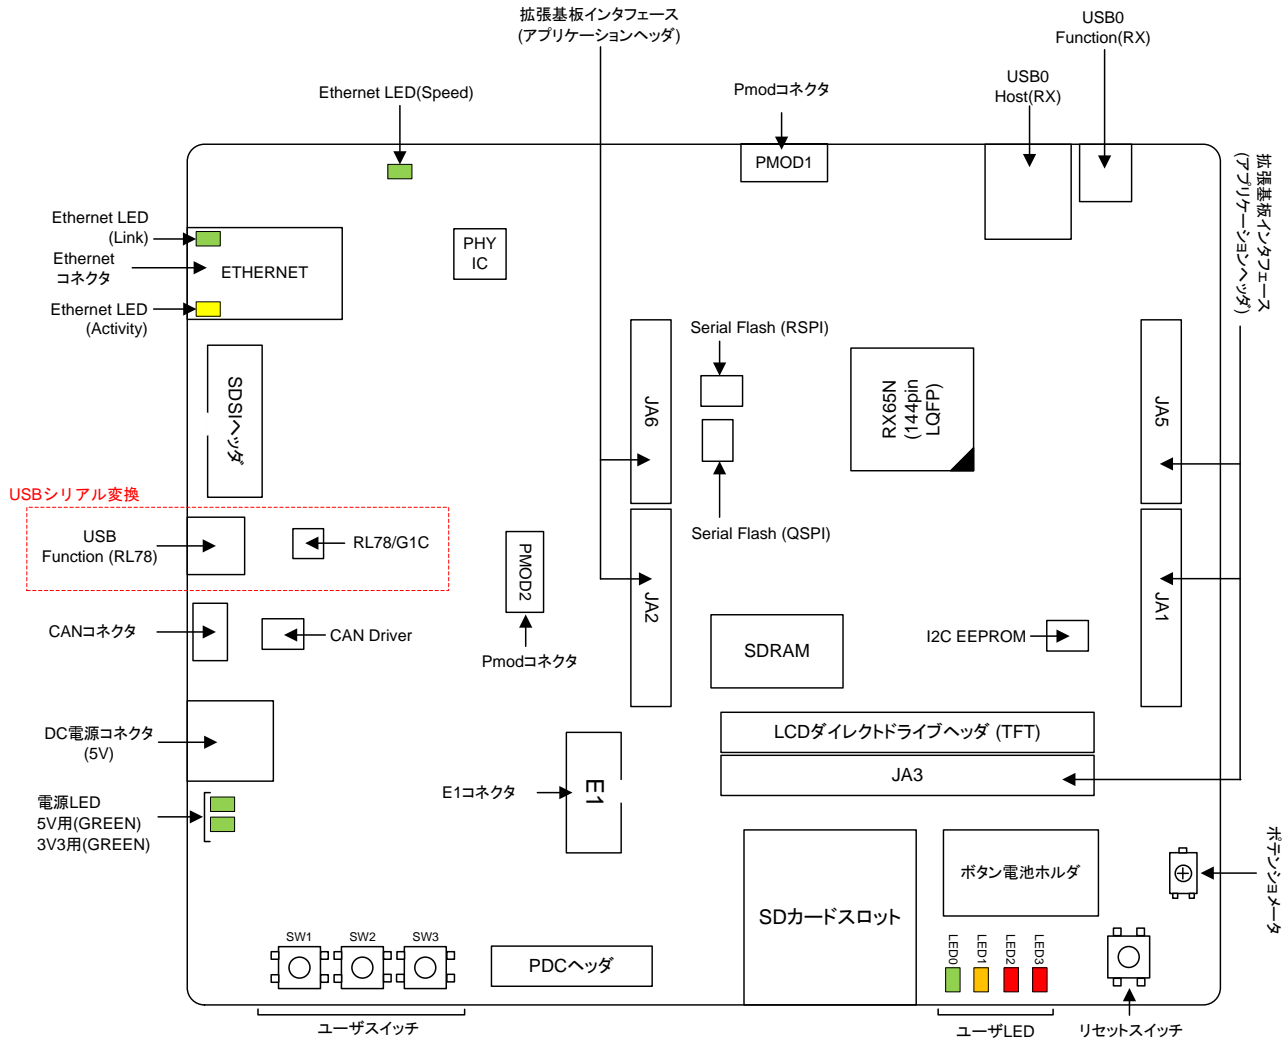 拡張基板インタフェース
(アプリケーションヘッダ)
USB0
Function(RX)
USB0
Host(RX)
Pmodコネクタ
Ethernet LED(Speed)
PMOD1
拡張基板インタフェース
(アプリケーションヘッダ)
Ethernet LED
(Link)
Ethernet
コネクタ
Ethernet LED
(Activity)
ETHERNET
PHY
IC
Serial Flash (RSPI)
SDSIヘッダ
JA6
RX65N
(144pin
LQFP)
JA5
USBシリアル変換
USB
Function (RL78)
RL78/G1C
PMOD2
Serial Flash (QSPI)
JA2
JA1
CANコネクタ
CAN Driver
Pmodコネクタ
SDRAM
I2C EEPROM
DC電源コネクタ
(5V)
LCDダイレクトドライブヘッダ (TFT)
JA3
E1コネクタ
E1
電源LED
5V用(GREEN)
3V3用(GREEN)
ボタン電池ホルダ
ポテンショメータ
SDカードスロット
SW1
SW2
SW3
PDCヘッダ
LED0
LED1
LED2
LED3
ユーザスイッチ
ユーザLED
リセットスイッチ